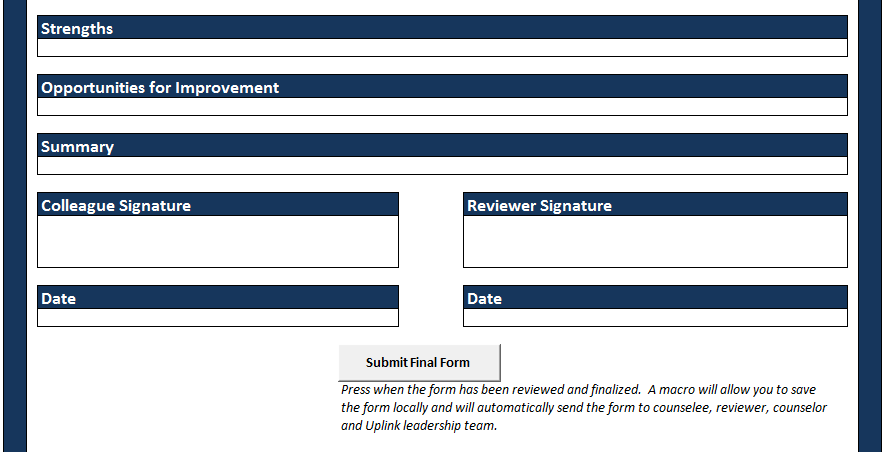 Strengths
Opportunities for Improvement
Summary
Colleague Signature
Reviewer Signature
Date
Date
Submit Final Form
Press when the form has been reviewed and finalized.  A macro will allow you to save
the form locally and will automatically send the form to counselee, reviewer, counselor
and Uplink leadership team.